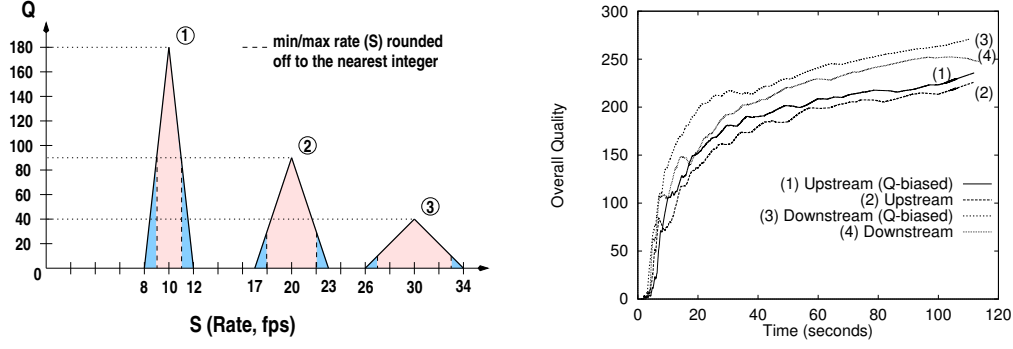 Q
180
160
140
120
100
80
60
40
20
0
1
2
3
min/max rate (S) rounded
off to the nearest integer
8 10 12 17 20 23 26 30 34
S (Rate, fps)
300
250
200
150
100
50
0
Overall Quality
(3)
(4)
(1)
(2)
(1) Upstream (Q-biased)
(2) Upstream
(3) Downstream (Q-biased)
(4) Downstream
0 20 40 60 80 100 120
Time (seconds)